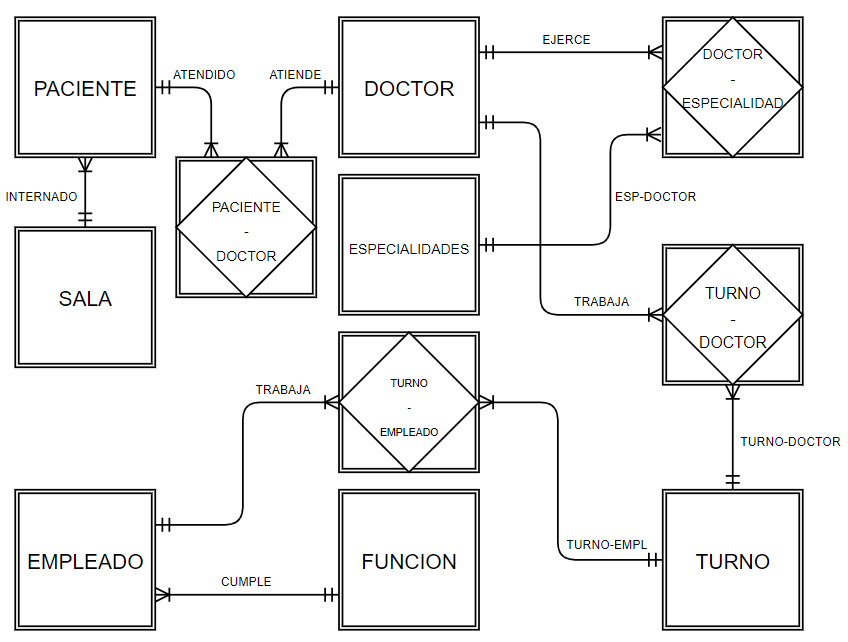 EJERCE
DOCTOR
-
ESPECIALIDAD
PACIENTE
ATENDIDO
ATIENDE
DOCTOR
INTERNADO
PACIENTE
-
DOCTOR
ESP-DOCTOR
ESPECIALIDADES
SALA
TRABAJA
TURNO
-
DOCTOR
TRABAJA
TURNO
-
EMPLEADO
TURNO-DOCTOR
TURNO-EMPL
EMPLEADO
CUMPLE
FUNCION
TURNO